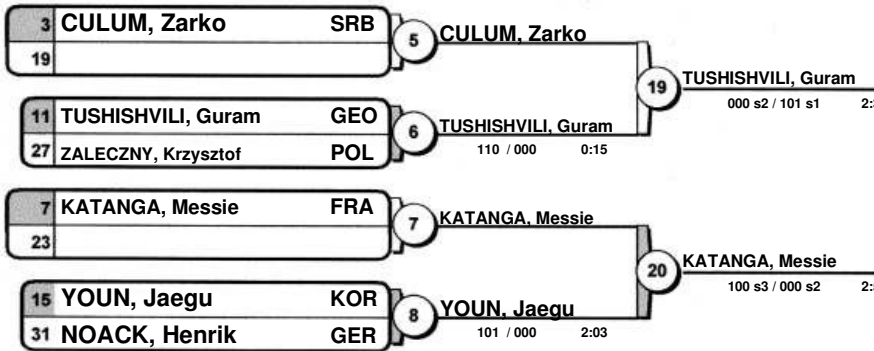 3 CULUM, Zarko SRB
19
5
CULUM, Zarko
11 TUSHISHVILI, Guram GEO
27 ZALECZNY, Krzysztof POL
6
TUSHISHVILI, Guram
110 / 000 0:15
19
TUSHISHVILI, Guram
000 s2 / 101 s1
7 KATANGA, Messie FRA
23
7
KATANGA, Messie
15 YOUN, Jaegu KOR
31 NOACK, Henrik GER
8
YOUN, Jaegu
101 / 000 2:03
20
KATANGA, Messie
100 s3 / 000 s2